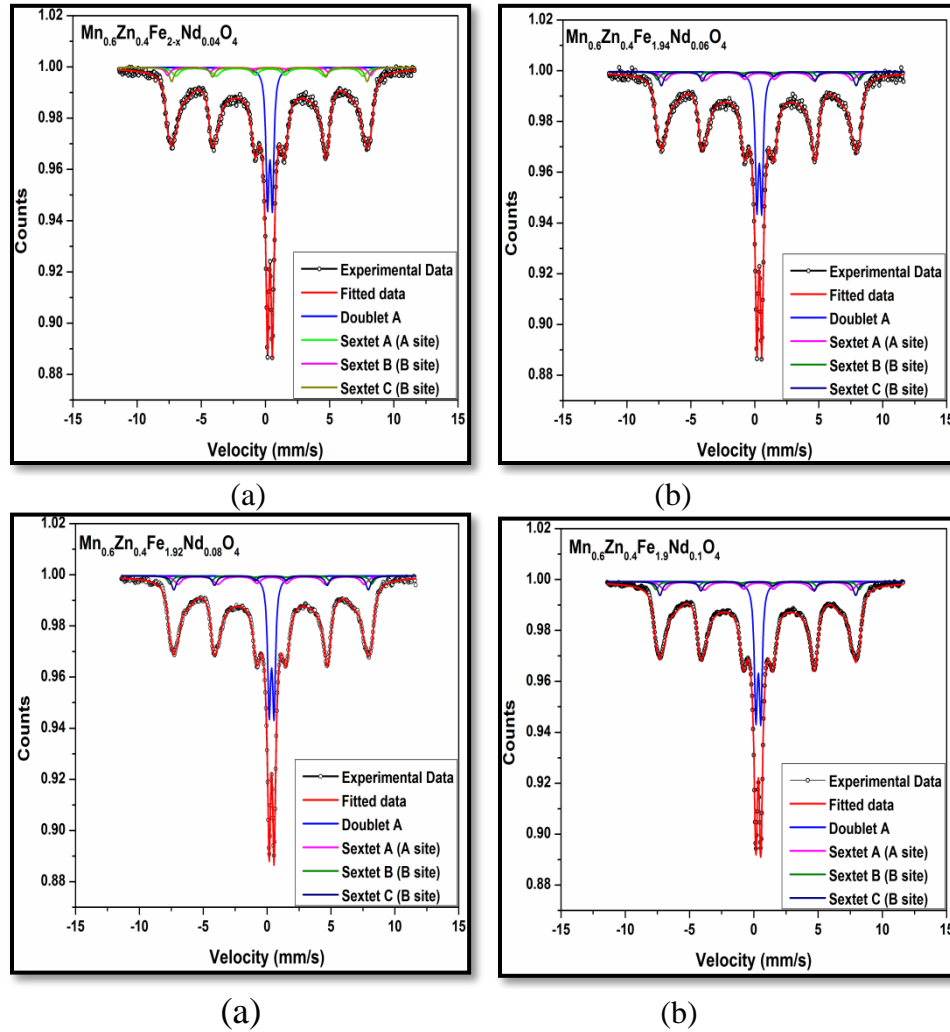 Mn0.6Zn0.4Fe2-xNd0.04O4
1.02
1.00
0.98
0.96
0.94
0.92
0.90
0.88
Counts
Experimental Data
Fitted data
Doublet A
Sextet A (A site)
Sextet B (B site)
Sextet C (B site)
-15 -10 -5 0 5 10 15
Velocity (mm/s)
(a)
Mn0.6Zn0.4Fe1.94Nd0.06O4
1.02
1.00
0.98
0.96
0.94
0.92
0.90
0.88
Counts
Experimental Data
Fitted data
Doublet A
Sextet A (A site)
Sextet B (B site)
Sextet C (B site)
-15 -10 -5 0 5 10 15
Velocity (mm/s)
(b)
Mn0.6Zn0.4Fe1.92Nd0.08O4
1.02
1.00
0.98
0.96
0.94
0.92
0.90
0.88
Counts
Experimental Data
Fitted data
Doublet A
Sextet A (A site)
Sextet B (B site)
Sextet C (B site)
-15 -10 -5 0 5 10 15
Velocity (mm/s)
(a)
Mn0.6Zn0.4Fe1.9Nd0.1O4
1.02
1.00
0.98
0.96
0.94
0.92
0.90
0.88
Counts
Experimental Data
Fitted data
Doublet A
Sextet A (A site)
Sextet B (B site)
Sextet C (B site)
-15 -10 -5 0 5 10 15
Velocity (mm/s)
(b)